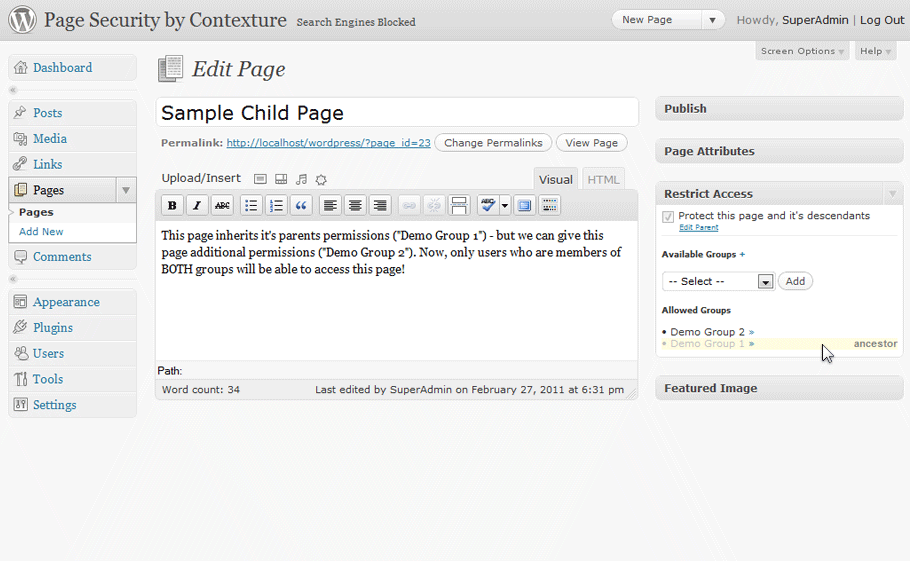 Page Security by Contexture Search Engines Blocked
New Page
Howdy, SuperAdmin | Log Out
Screen Options
Help
Dashboard
Posts
Media
Links
Pages
Pages
Add New
Comments
Appearance
Plugins
Users
Tools
Settings
Edit Page
Sample Child Page
Permalink: http://localhost/wordpress/?page_id=23 Change Permalinks View Page
Upload/Insert
Visual HTML
B I ABC
ABC
This page inherits it's parents permissions ("Demo Group 1") - but we can give this
page additional permissions ("Demo Group 2"). Now, only users who are members of
BOTH groups will be able to access this page!
Path:
Word count: 34 Last edited by SuperAdmin on February 27, 2011 at 6:31 pm
Publish
Page Attributes
Restrict Access
Protect this page and it's descendants
Edit Parent
Available Groups +
-- Select -- Add
Allowed Groups
• Demo Group 2 »
• Demo Group 1 » ancestor
Featured Image